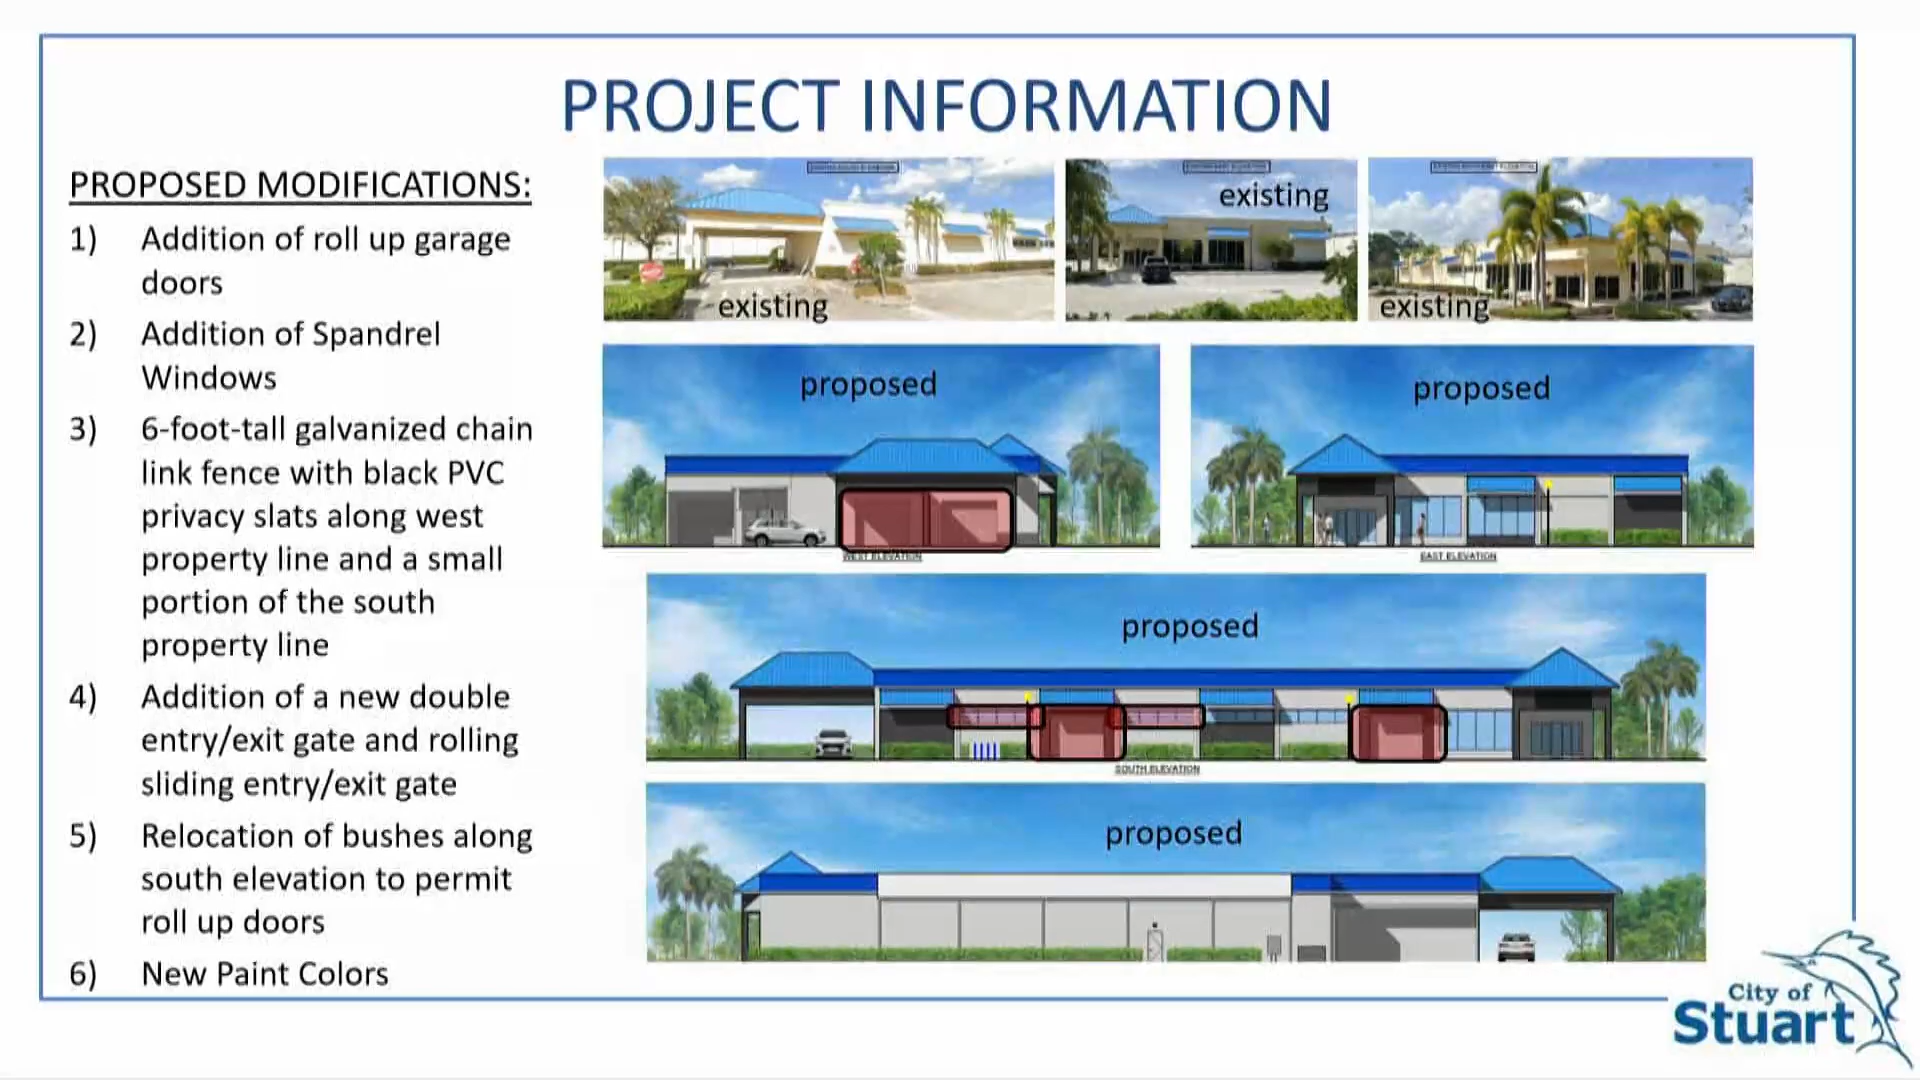 PROJECT INFORMATION
PROPOSED MODIFICATIONS:
1) Addition of roll up garage
doors
2) Addition of Spandrel
Windows
3) 6-foot-tall galvanized chain
link fence with black PVC
privacy slats along west
property line and a small
portion of the south
property line
4) Addition of a new double
entry/exit gate and rolling
sliding entry/exit gate
5) Relocation of bushes along
south elevation to permit
roll up doors
6) New Paint Colors
existing
existing
existing
proposed
WEST ELEVATION
proposed
EAST ELEVATION
proposed
SOUTH ELEVATION
proposed
City of
Stuart